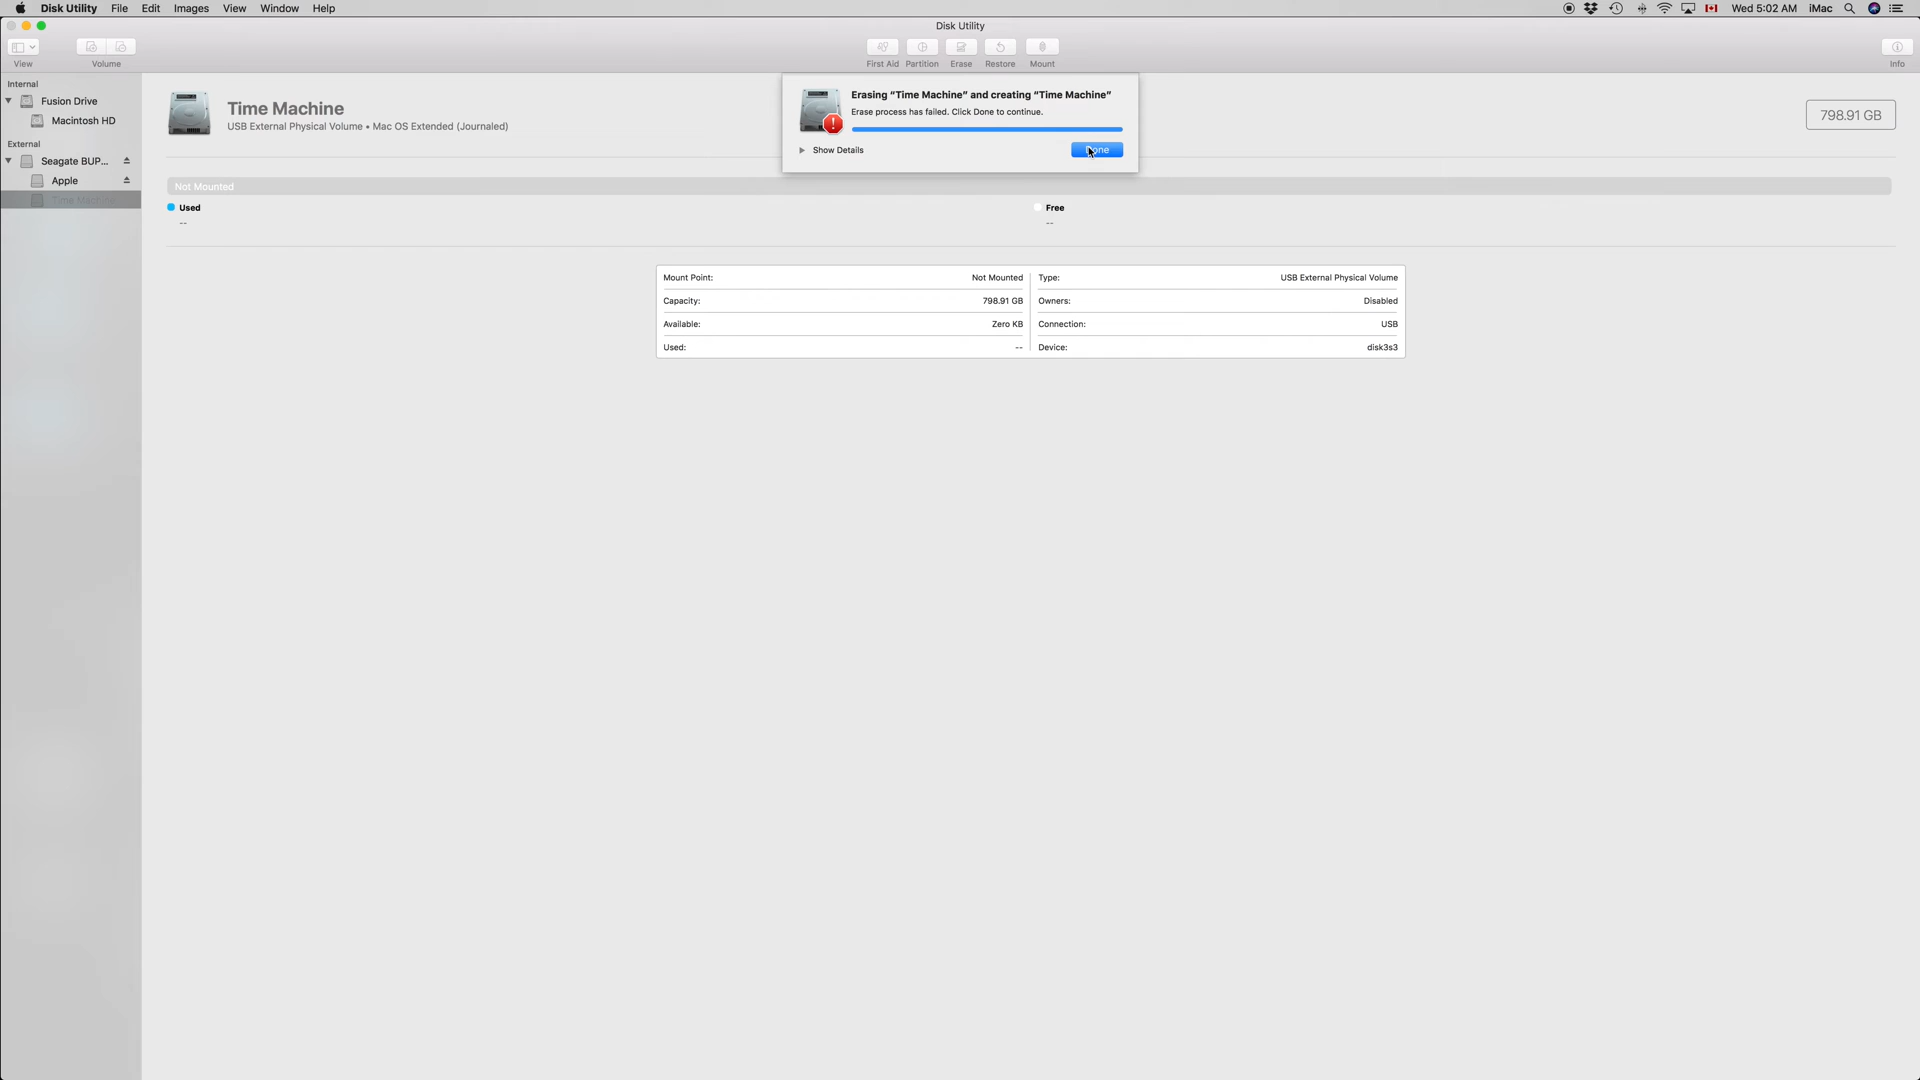 Disk Utility File Edit Images View Window Help Wed 5:02 AM iMac
Disk Utility
View Volume First Aid Partition Erase Restore Mount Info
Internal
Fusion Drive
Macintosh HD
External
Seagate BUP...
Apple
Time Machine
Time Machine
USB External Physical Volume • Mac OS Extended (Journaled)
798.91 GB
Erasing “Time Machine” and creating “Time Machine”
Erase process has failed. Click Done to continue.
Show Details Done
Not Mounted
Used Free
-- --
Mount Point: Not Mounted Type: USB External Physical Volume
Capacity: 798.91 GB Owners: Disabled
Available: Zero KB Connection: USB
Used: -- Device: disk3s3